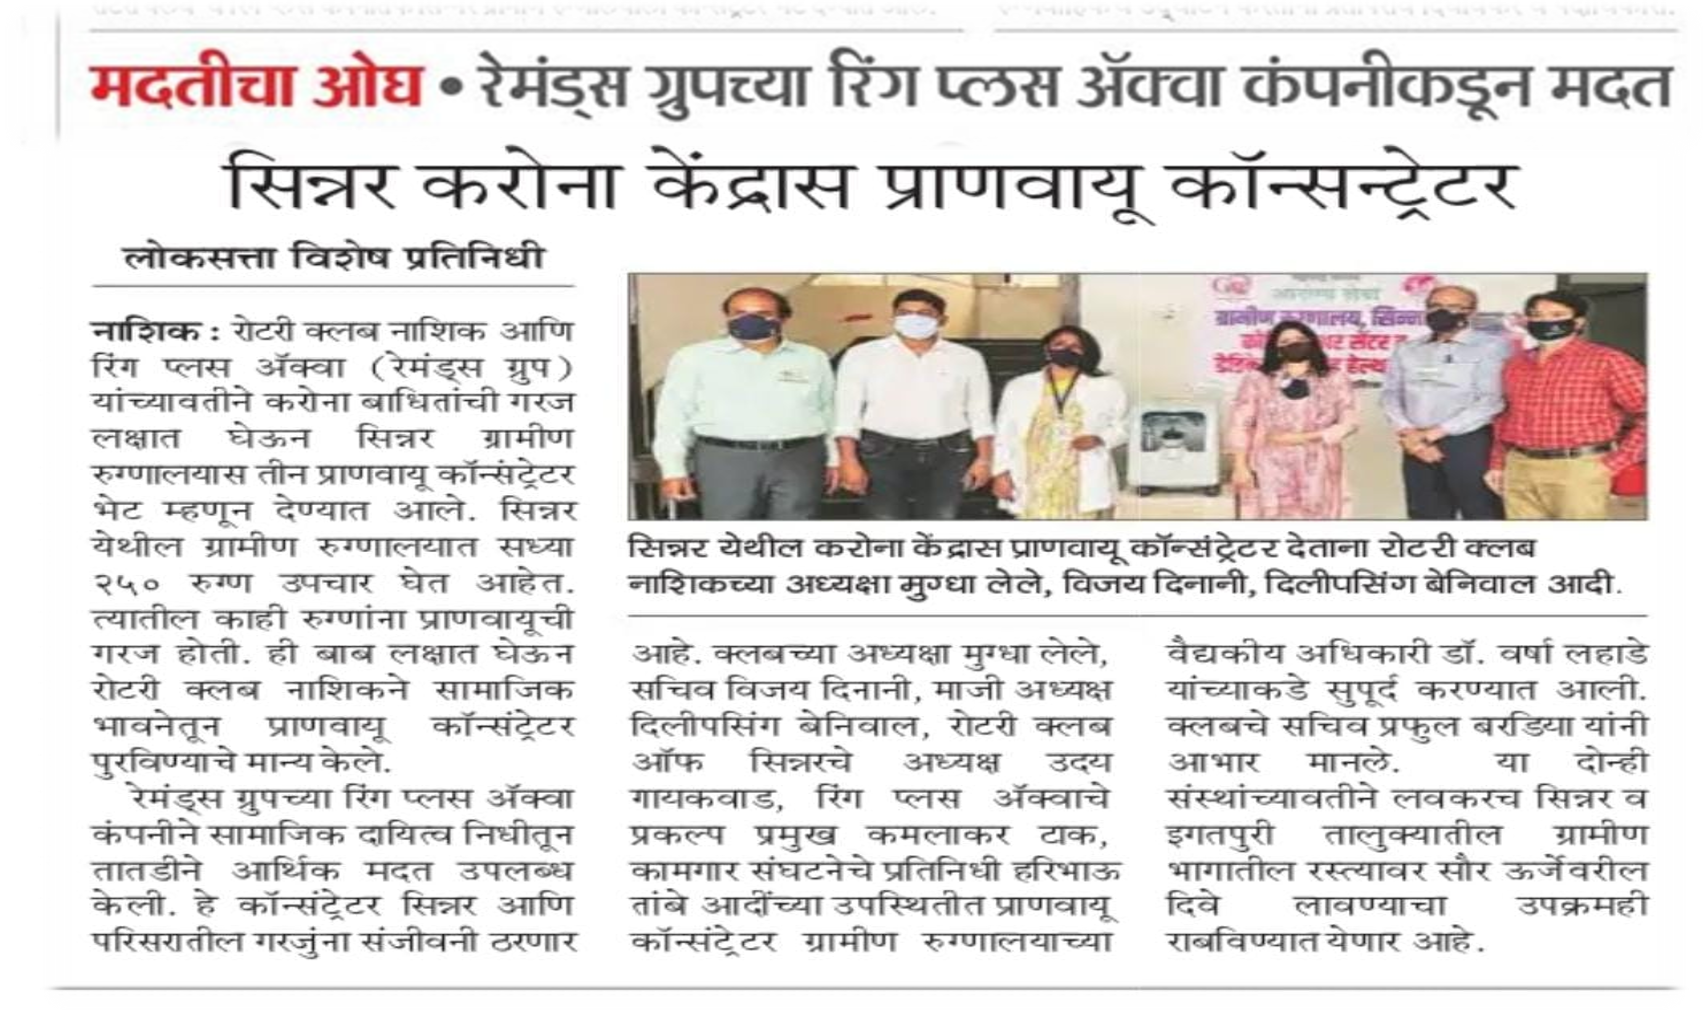 मदतीचा ओघ • रेमंड्स ग्रुपच्या रिंग प्लस ॲक्वा कंपनीकडून मदत
सिन्नर करोना केंद्रास प्राणवायू कॉन्सन्ट्रेटर
लोकसत्ता विशेष प्रतिनिधी
नाशिक : रोटरी क्लब नाशिक आणि
रिंग प्लस ॲक्वा (रेमंड्स ग्रुप)
यांच्यावतीने करोना बाधितांची गरज
लक्षात घेऊन सिन्नर ग्रामीण
रुग्णालयास तीन प्राणवायू कॉन्संट्रेटर
भेट म्हणून देण्यात आले. सिन्नर
येथील ग्रामीण रुग्णालयात सध्या
२५० रुग्ण उपचार घेत आहेत.
त्यातील काही रुग्णांना प्राणवायूची
गरज होती. ही बाब लक्षात घेऊन
रोटरी क्लब नाशिकने सामाजिक
भावनेतून प्राणवायू कॉन्संट्रेटर
पुरविण्याचे मान्य केले.
रेमंड्स ग्रुपच्या रिंग प्लस ॲक्वा
कंपनीने सामाजिक दायित्व निधीतून
तातडीने आर्थिक मदत उपलब्ध
केली. हे कॉन्संट्रेटर सिन्नर आणि
परिसरातील गरजुंना संजीवनी ठरणार
ग्रामीण रुग्णालय, सिन्नर
सिन्नर येथील करोना केंद्रास प्राणवायू कॉन्संट्रेटर देताना रोटरी क्लब
नाशिकच्या अध्यक्षा मुग्धा लेले, विजय दिनानी, दिलीपसिंग बेनिवाल आदी.
आहे. क्लबच्या अध्यक्षा मुग्धा लेले,
सचिव विजय दिनानी, माजी अध्यक्ष
दिलीपसिंग बेनिवाल, रोटरी क्लब
ऑफ सिन्नरचे अध्यक्ष उदय
गायकवाड, रिंग प्लस ॲक्वाचे
प्रकल्प प्रमुख कमलाकर टाक,
कामगार संघटनेचे प्रतिनिधी हरिभाऊ
तांबे आदींच्या उपस्थितीत प्राणवायू
कॉन्संट्रेटर ग्रामीण रुग्णालयाच्या
वैद्यकीय अधिकारी डॉ. वर्षा लहाडे
यांच्याकडे सुपूर्द करण्यात आली.
क्लबचे सचिव प्रफुल बरडिया यांनी
आभार मानले. या दोन्ही
संस्थांच्यावतीने लवकरच सिन्नर व
इगतपुरी तालुक्यातील ग्रामीण
भागातील रस्त्यावर सौर ऊर्जेवरील
दिवे लावण्याचा उपक्रमही
राबविण्यात येणार आहे.